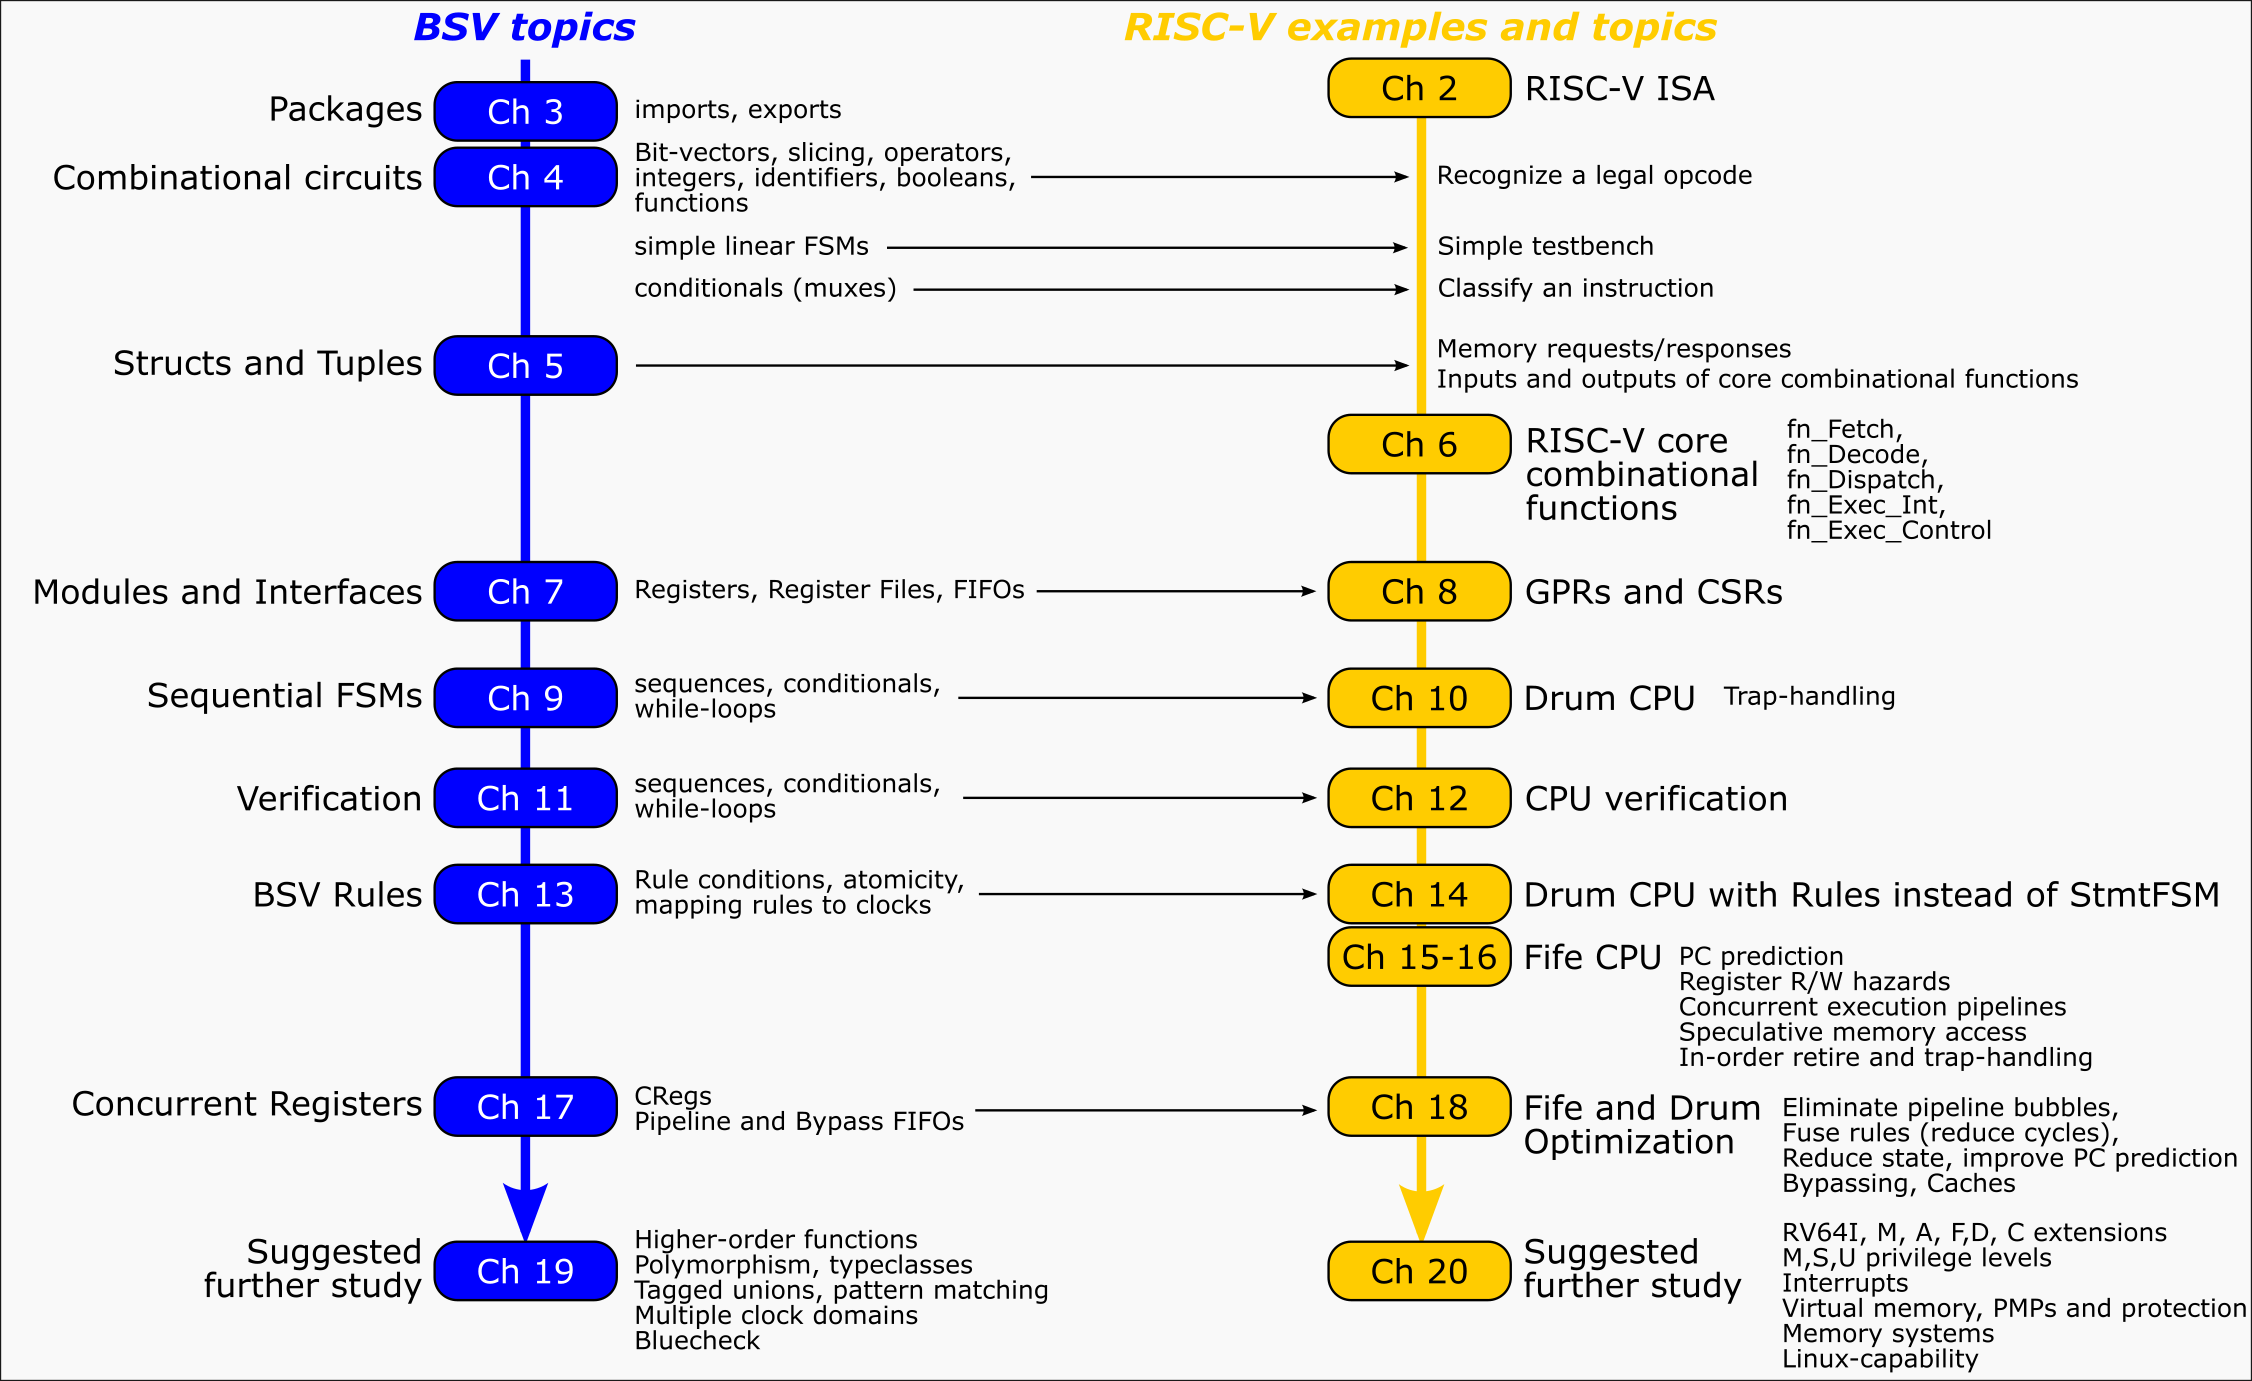 BSV topics
RISC-V examples and topics
Ch 2
RISC-V ISA
Packages
Ch 3
imports, exports
Combinational circuits
Ch 4
Bit-vectors, slicing, operators,
integers, identifiers, booleans,
functions
Recognize a legal opcode
simple linear FSMs
Simple testbench
conditionals (muxes)
Classify an instruction
Structs and Tuples
Ch 5
Memory requests/responses
Inputs and outputs of core combinational functions
Ch 6
RISC-V core
combinational
functions
fn_Fetch,
fn_Decode,
fn_Dispatch,
fn_Exec_Int,
fn_Exec_Control
Modules and Interfaces
Ch 7
Registers, Register Files, FIFOs
Ch 8
GPRs and CSRs
Sequential FSMs
Ch 9
sequences, conditionals,
while-loops
Ch 10
Drum CPU
Trap-handling
Verification
Ch 11
sequences, conditionals,
while-loops
Ch 12
CPU verification
BSV Rules
Ch 13
Rule conditions, atomicity,
mapping rules to clocks
Ch 14
Drum CPU with Rules instead of StmtFSM
Ch 15-16
Fife CPU
PC prediction
Register R/W hazards
Concurrent execution pipelines
Speculative memory access
In-order retire and trap-handling
Concurrent Registers
Ch 17
CRegs
Pipeline and Bypass FIFOs
Ch 18
Fife and Drum
Optimization
Eliminate pipeline bubbles,
Fuse rules (reduce cycles),
Reduce state, improve PC prediction
Bypassing, Caches
Suggested
further study
Ch 19
Higher-order functions
Polymorphism, typeclasses
Tagged unions, pattern matching
Multiple clock domains
Bluecheck
Ch 20
Suggested
further study
RV64I, M, A, F,D, C extensions
M,S,U privilege levels
Interrupts
Virtual memory, PMPs and protection
Memory systems
Linux-capability